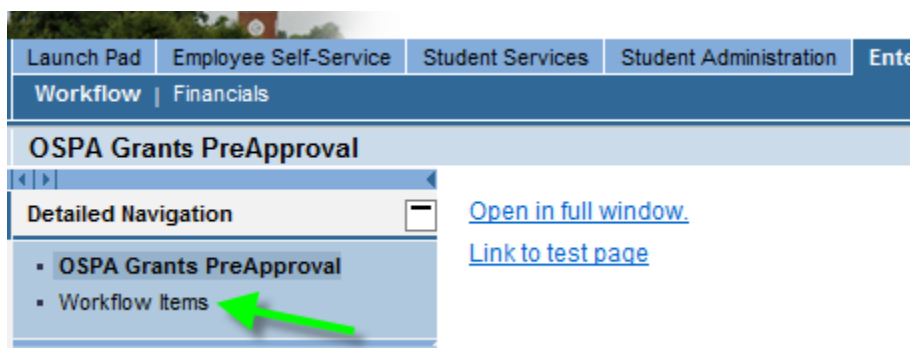 Launch Pad Employee Self-Service Student Services Student Administration
Workflow | Financials
OSPA Grants PreApproval
Detailed Navigation
Open in full window.
Link to test page
OSPA Grants PreApproval
Workflow Items